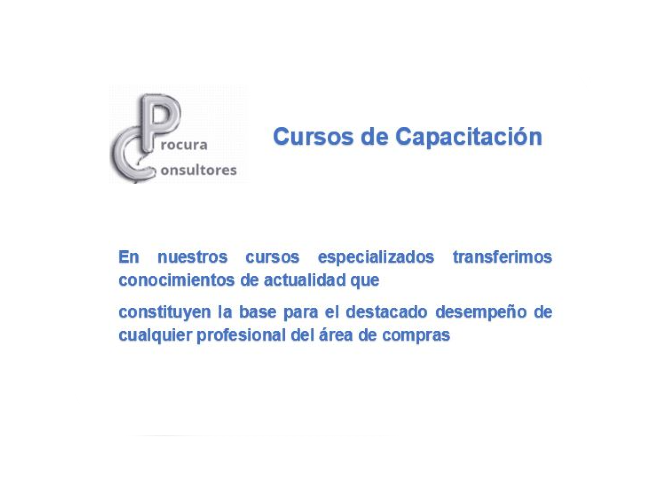 Procura
Consultores
Cursos de Capacitación
En nuestros cursos especializados transferimos
conocimientos de actualidad que
constituyen la base para el destacado desempeño de
cualquier profesional del área de compras